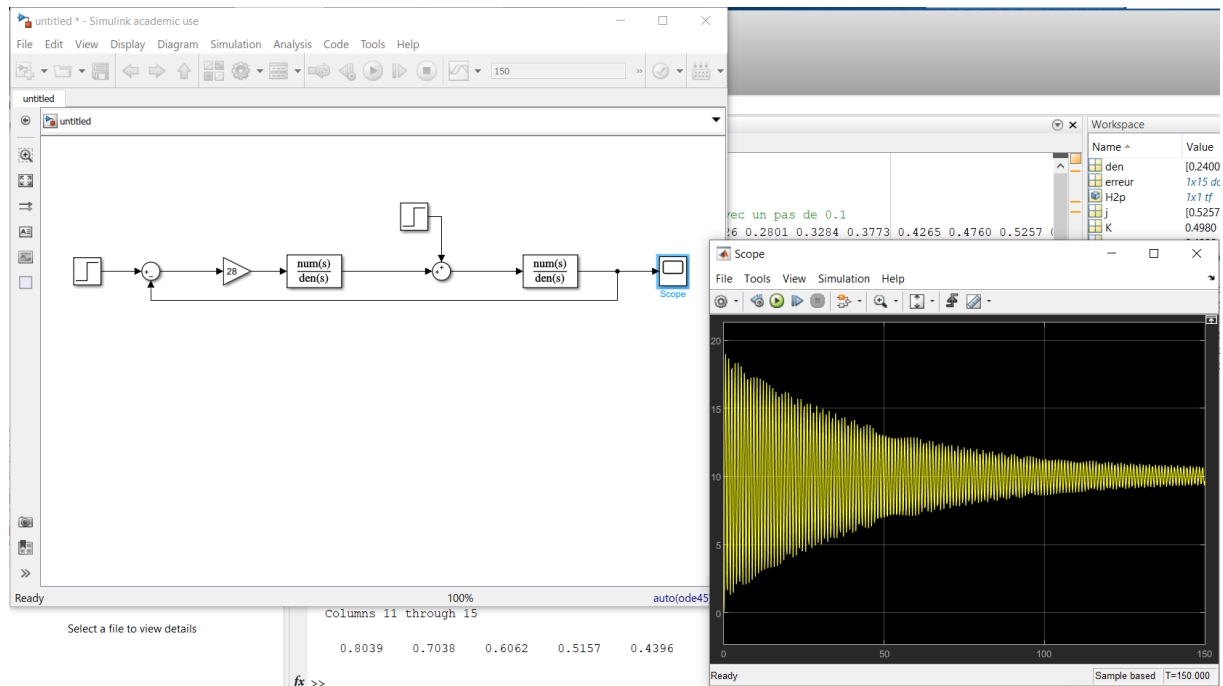 untitled * - Simulink academic use
File Edit View Display Diagram Simulation Analysis Code Tools Help
150
»
untitled
untitled
28
num(s)
den(s)
num(s)
den(s)
Scope
Ready
100%
auto(ode45
Workspace
Name
Value
den
[0.2400
erreur
1x15 do
H2p
1x1 tf
j
[0.5257
K
0.4980
vec un pas de 0.1
26 0.2801 0.3284 0.3773 0.4265 0.4760 0.5257
Scope
File Tools View Simulation Help
20
15
10
5
0
0 50 100 150
Ready
Sample based T=150.000
Select a file to view details
Columns 11 through 15
0.8039 0.7038 0.6062 0.5157 0.4396
fx >>